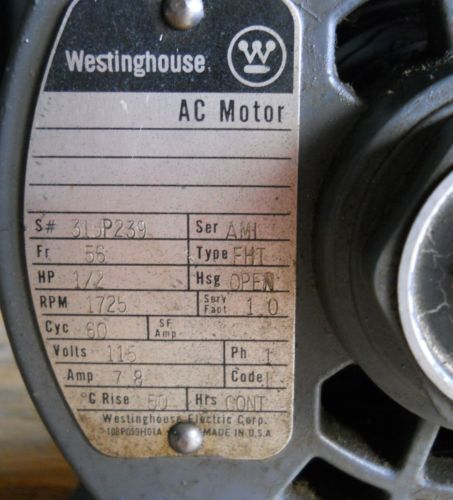 Westinghouse
W
AC Motor
S# 310P239 Ser AMI
Fr 56 Type FHT
HP 1/2 Hsg OPEN
RPM 1725 Serv Fact 1.0
Cyc 60 SF Amp
Volts 115 Ph 1
Amp 7.8 Code
°C Rise 50 Hrs CONT
Westinghouse Electric Corp.
MADE IN U.S.A